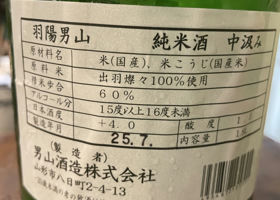 羽陽男山 純米酒 中汲み
原材料名 米(国産)、米こうじ(国産米)
原料米 出羽燦々100%使用
精米歩合 60%
アルコール分 15度以上16度未満
日本酒度 +4.0 酸度
製造年月 25.7. 内容量
(製造者)
男山酒造株式会社
山形市八日町2-4-13